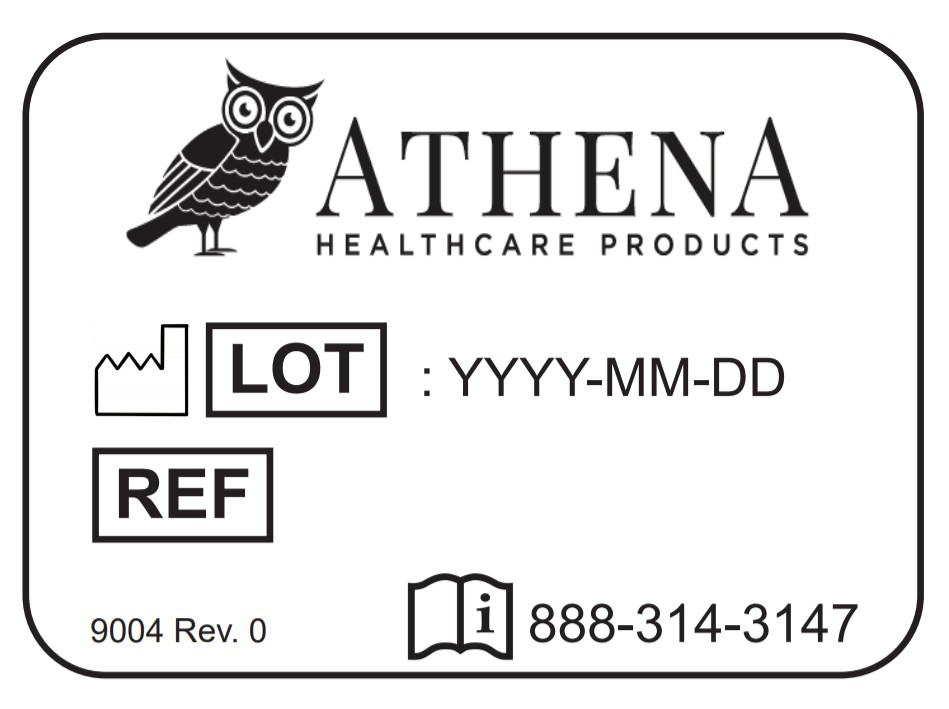 ATHENA
HEALTHCARE PRODUCTS
LOT : YYYY-MM-DD
REF
9004 Rev. 0 i 888-314-3147